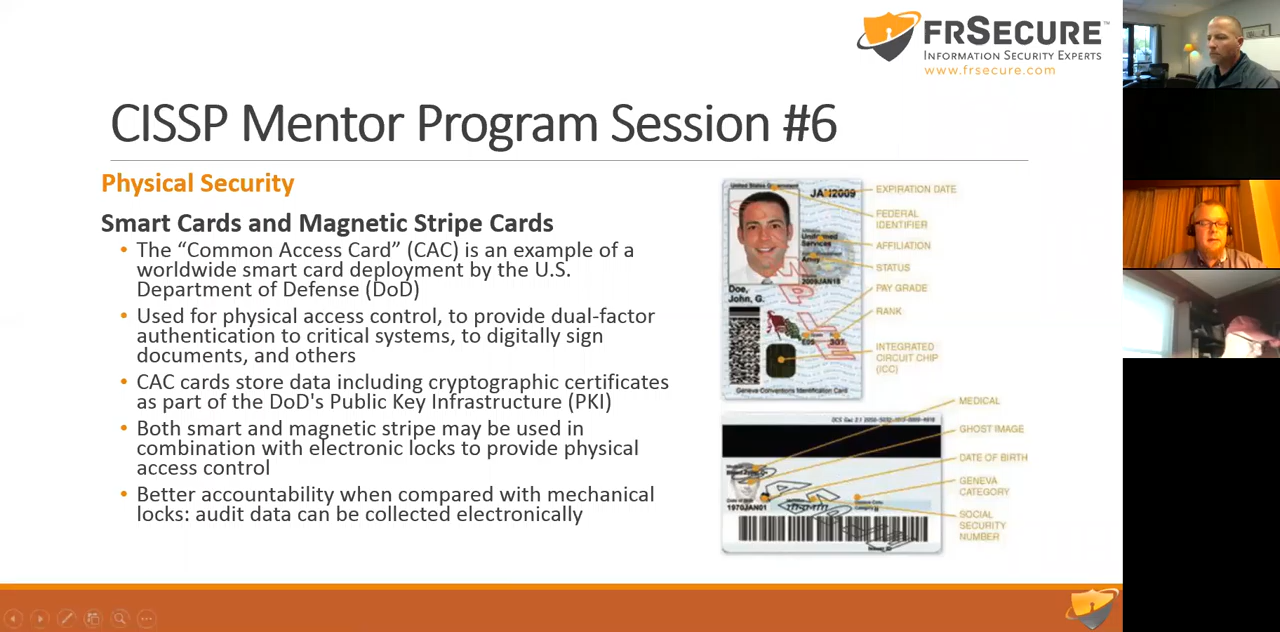 FRSECURE™
INFORMATION SECURITY EXPERTS
www.frsecure.com
CISSP Mentor Program Session #6
Physical Security
Smart Cards and Magnetic Stripe Cards
• The “Common Access Card” (CAC) is an example of a
worldwide smart card deployment by the U.S.
Department of Defense (DoD)
• Used for physical access control, to provide dual-factor
authentication to critical systems, to digitally sign
documents, and others
• CAC cards store data including cryptographic certificates
as part of the DoD's Public Key Infrastructure (PKI)
• Both smart and magnetic stripe may be used in
combination with electronic locks to provide physical
access control
• Better accountability when compared with mechanical
locks: audit data can be collected electronically
United States Government
JAN2009
Uniformed
Services
Army
2009JAN18
Doe,
John, G.
Geneva Conventions Identification Card
EXPIRATION DATE
FEDERAL
IDENTIFIER
AFFILIATION
STATUS
PAY GRADE
RANK
INTEGRATED
CIRCUIT CHIP
(ICC)
1970JAN01
MEDICAL
GHOST IMAGE
DATE OF BIRTH
GENEVA
CATEGORY
SOCIAL
SECURITY
NUMBER